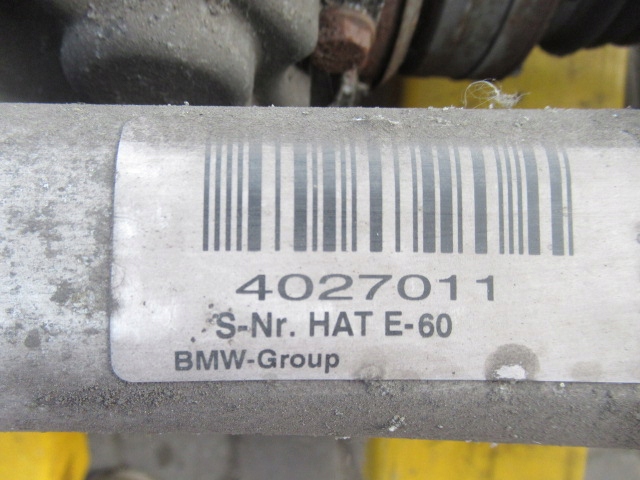 4027011
S-Nr. HAT E-60
BMW-Group